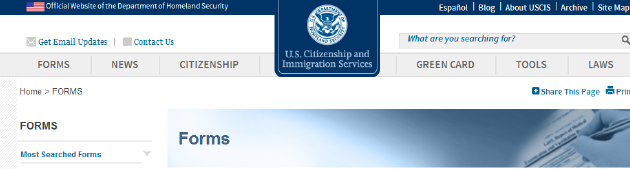 Official Website of the Department of Homeland Security
Español | Blog | About USCIS | Archive | Site Map
Get Email Updates | Contact Us
What are you searching for?
U.S. Citizenship and
Immigration Services
FORMS NEWS CITIZENSHIP GREEN CARD TOOLS LAWS
Home > FORMS
Share This Page Prin
FORMS
Forms
Most Searched Forms